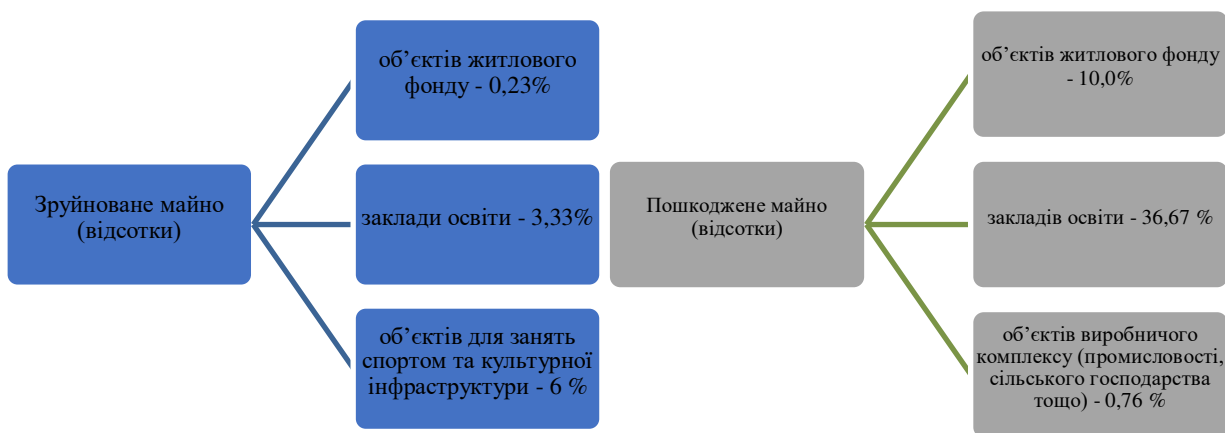 Зруйноване майно
(відсотки)
об’єктів житлового
фонду - 0,23%
заклади освіти - 3,33%
об’єктів для занять
спортом та культурної
інфраструктури - 6 %
Пошкоджене майно
(відсотки)
об’єктів житлового фонду
- 10,0%
закладів освіти - 36,67 %
об’єктів виробничого
комплексу (промисловості,
сільського господарства
тощо) - 0,76 %